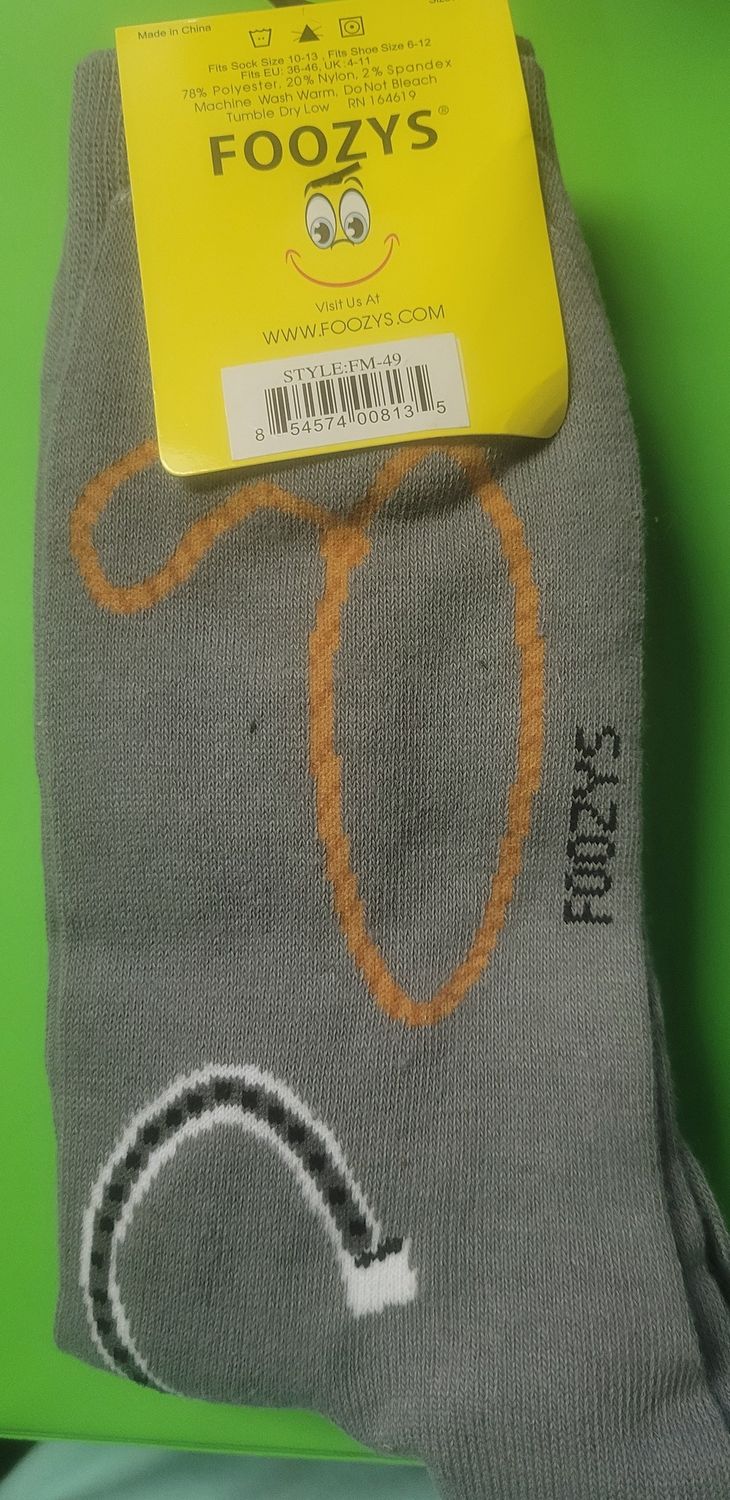 Made in China
Fits Sock Size 10-13 , Fits Shoe Size 6-12
Fits EU: 36-46, UK:4-11
78% Polyester, 20% Nylon, 2% Spandex
Machine Wash Warm, Do Not Bleach
Tumble Dry Low RN 164619
FOOZYS®
Visit Us At
WWW.FOOZYS.COM
STYLE:FM-49
8 54574 00813 5
FOOZYS